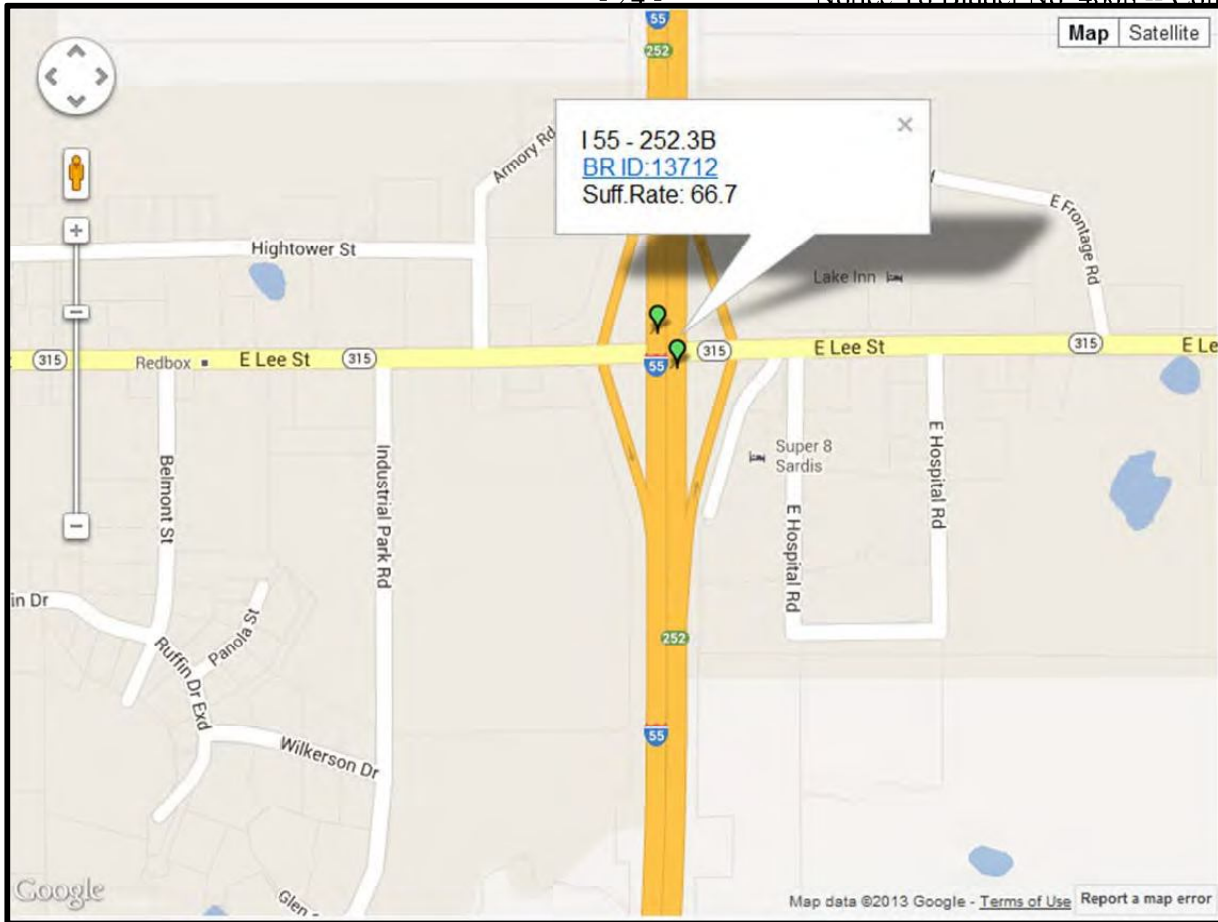 55
252
Map
Satellite
I 55 - 252.3B
BR ID:13712
Suff.Rate: 66.7
×
Armory Rd
E Frontage Rd
Hightower St
Lake Inn
315
Redbox
E Lee St
315
55
315
E Lee St
315
E Le
Super 8
Sardis
Belmont St
Industrial Park Rd
E Hospital Rd
E Hospital Rd
in Dr
Panola St
Ruffin Dr Exd
252
Wilkerson Dr
55
Glen
Google
Map data ©2013 Google - Terms of Use
Report a map error